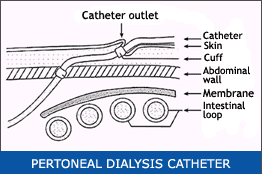 Catheter outlet
Catheter
Skin
Cuff
Abdominal
wall
Membrane
Intestinal
loop
PERTONEAL DIALYSIS CATHETER